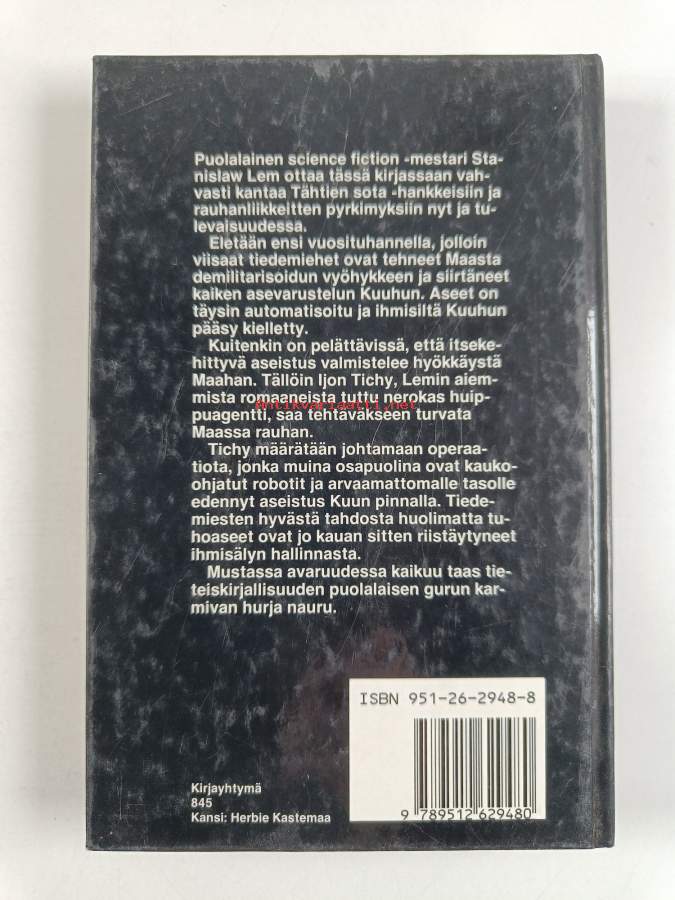 Puolalainen science fiction -mestari Sta-
nislaw Lem ottaa tässä kirjassaan vah-
vasti kantaa Tähtien sota -hankkeisiin ja
rauhanliikkeitten pyrkimyksiin nyt ja tu-
levaisuudessa.
Eletään ensi vuosituhannella, jolloin
viisaat tiedemiehet ovat tehneet Maasta
demilitarisoidun vyöhykkeen ja siirtäneet
kaiken asevarustelun Kuuhun. Aseet on
täysin automatisoitu ja ihmisiltä Kuuhun
pääsy kielletty.
Kuitenkin on pelättävissä, että itseke-
hittyvä aseistus valmistelee hyökkäystä
Maahan. Tällöin Ijon Tichy, Lemin aiem-
mista romaaneista tuttu nerokas huip-
Antikvariaatti.net
puagentti, saa tehtäväkseen turvata
Maassa rauhan.
Tichy määrätään johtamaan operaa-
tiota, jonka muina osapuolina ovat kauko-
ohjatut robotit ja arvaamattomalle tasolle
edennyt aseistus Kuun pinnalla. Tiede-
miesten hyvästä tahdosta huolimatta tu-
hoaseet ovat jo kauan sitten riistäytyneet
ihmisälyn hallinnasta.
Mustassa avaruudessa kaikuu taas tie-
teiskirjallisuuden puolalaisen gurun kar-
mivan hurja nauru.
ISBN 951-26-2948-8
9 789512 629480
Kirjayhtymä
845
Kansi: Herbie Kastemaa